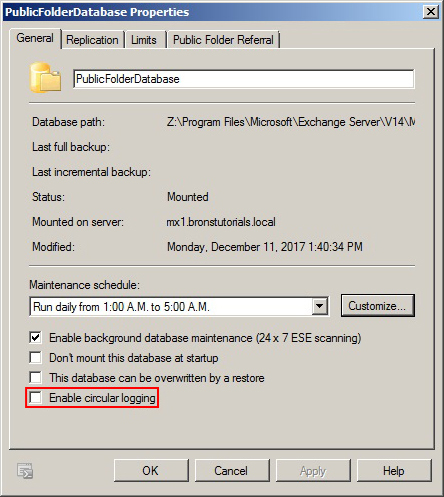 PublicFolderDatabase Properties
General
Replication
Limits
Public Folder Referral
PublicFolderDatabase
Database path: Z:\Program Files\Microsoft\Exchange Server\V14\M
Last full backup:
Last incremental backup:
Status: Mounted
Mounted on server: mx1.bronstutorials.local
Modified: Monday, December 11, 2017 1:40:34 PM
Maintenance schedule:
Run daily from 1:00 A.M. to 5:00 A.M.
Customize...
Enable background database maintenance (24 x 7 ESE scanning)
Don't mount this database at startup
This database can be overwritten by a restore
Enable circular logging
OK
Cancel
Apply
Help